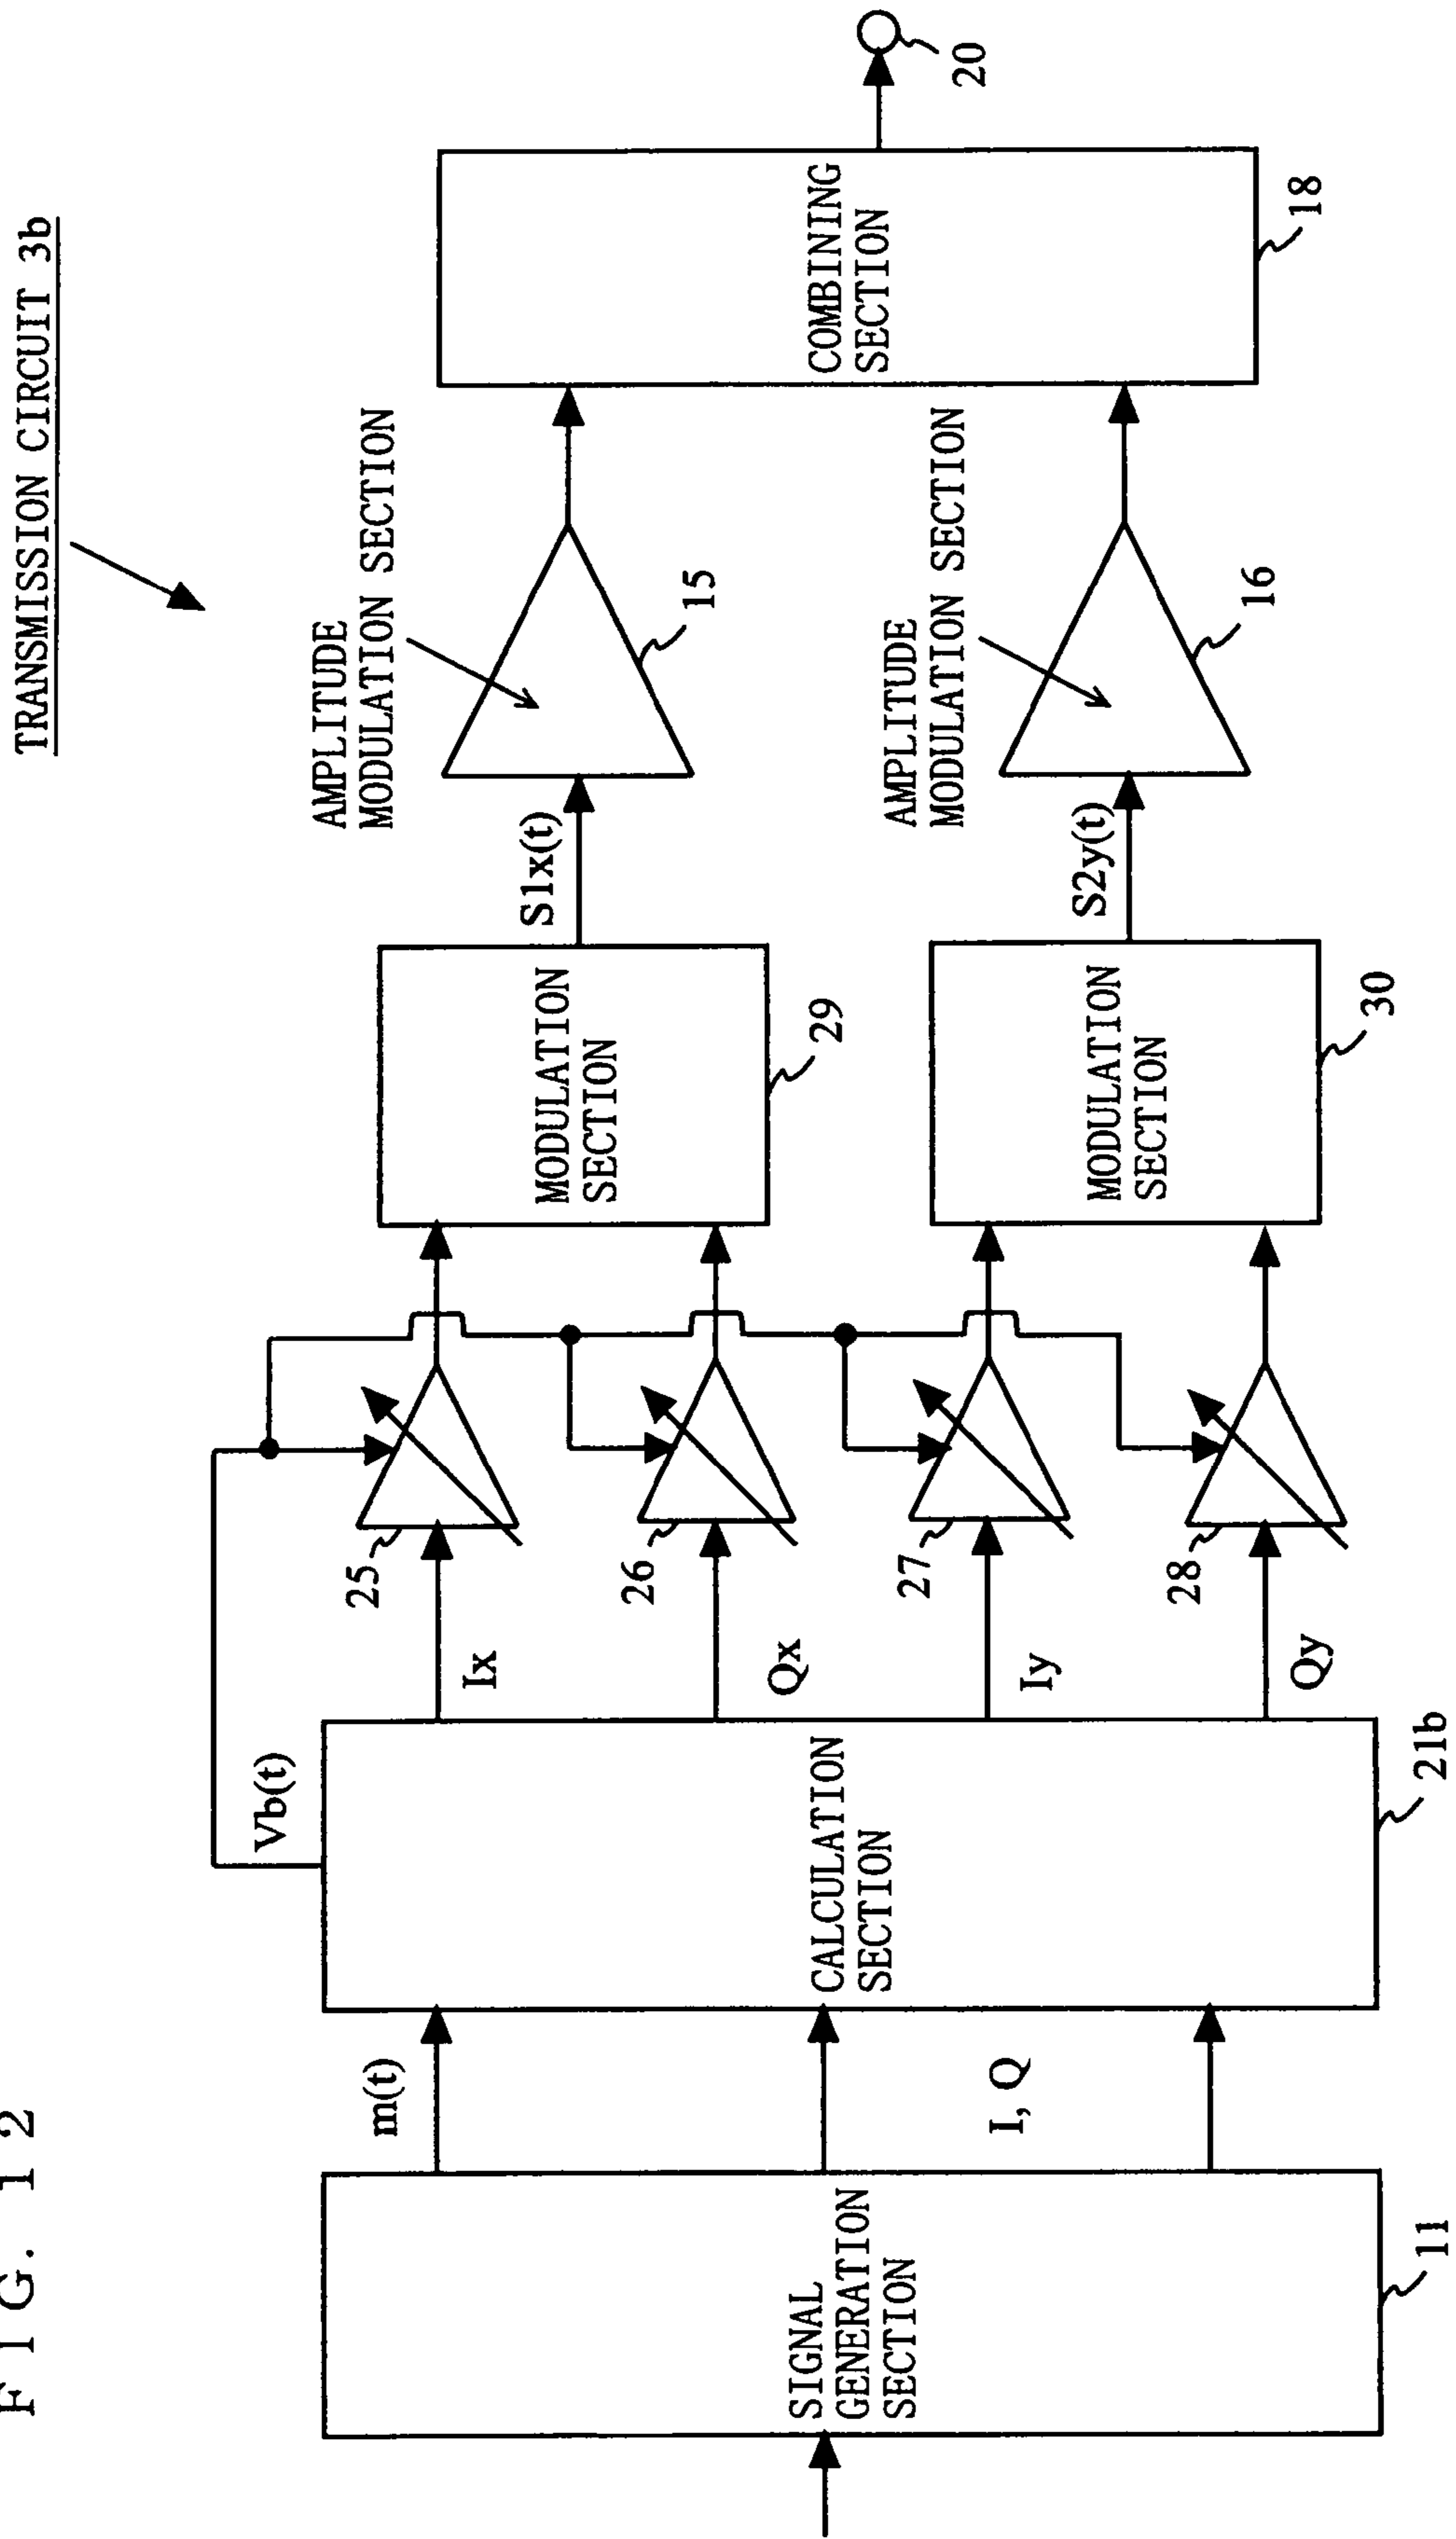 F I G. 1 2
TRANSMISSION CIRCUIT 3b
SIGNAL
GENERATION
SECTION
11
m(t)
I, Q
CALCULATION
SECTION
21b
Vb(t)
Ix
Qx
Iy
Qy
25
26
27
28
MODULATION
SECTION
29
MODULATION
SECTION
30
S1x(t)
S2y(t)
AMPLITUDE
MODULATION SECTION
15
AMPLITUDE
MODULATION SECTION
16
COMBINING
SECTION
18
20